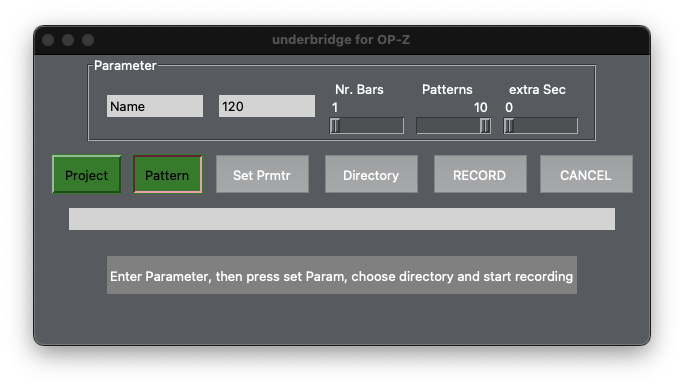 underbridge for OP-Z
Parameter
Name
120
Nr. Bars
1
Patterns
10
extra Sec
0
Project
Pattern
Set Prmtr
Directory
RECORD
CANCEL
Enter Parameter, then press set Param, choose directory and start recording